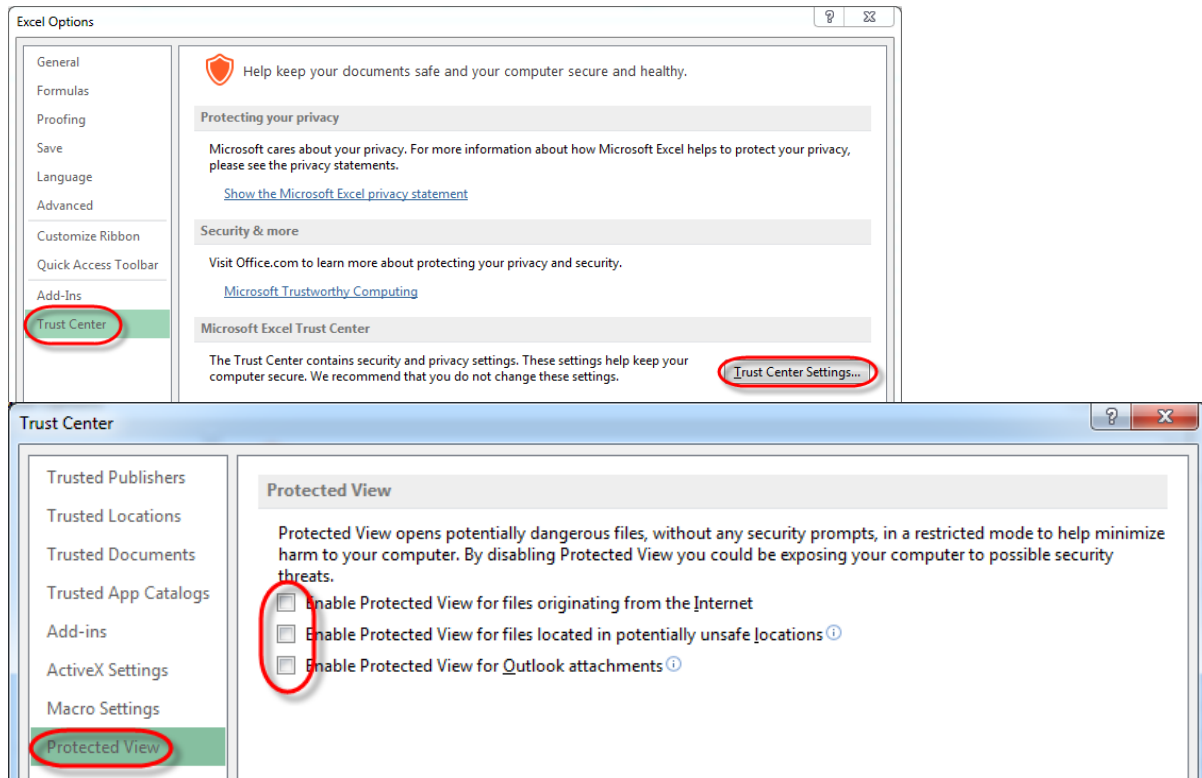 Excel Options
General
Formulas
Proofing
Save
Language
Advanced
Customize Ribbon
Quick Access Toolbar
Add-Ins
Trust Center
Help keep your documents safe and your computer secure and healthy.
Protecting your privacy
Microsoft cares about your privacy. For more information about how Microsoft Excel helps to protect your privacy,
please see the privacy statements.
Show the Microsoft Excel privacy statement
Security & more
Visit Office.com to learn more about protecting your privacy and security.
Microsoft Trustworthy Computing
Microsoft Excel Trust Center
The Trust Center contains security and privacy settings. These settings help keep your
computer secure. We recommend that you do not change these settings.
Trust Center Settings...
Trust Center
Trusted Publishers
Trusted Locations
Trusted Documents
Trusted App Catalogs
Add-ins
ActiveX Settings
Macro Settings
Protected View
Protected View
Protected View opens potentially dangerous files, without any security prompts, in a restricted mode to help minimize
harm to your computer. By disabling Protected View you could be exposing your computer to possible security
threats.
Enable Protected View for files originating from the Internet
Enable Protected View for files located in potentially unsafe locations
Enable Protected View for Outlook attachments